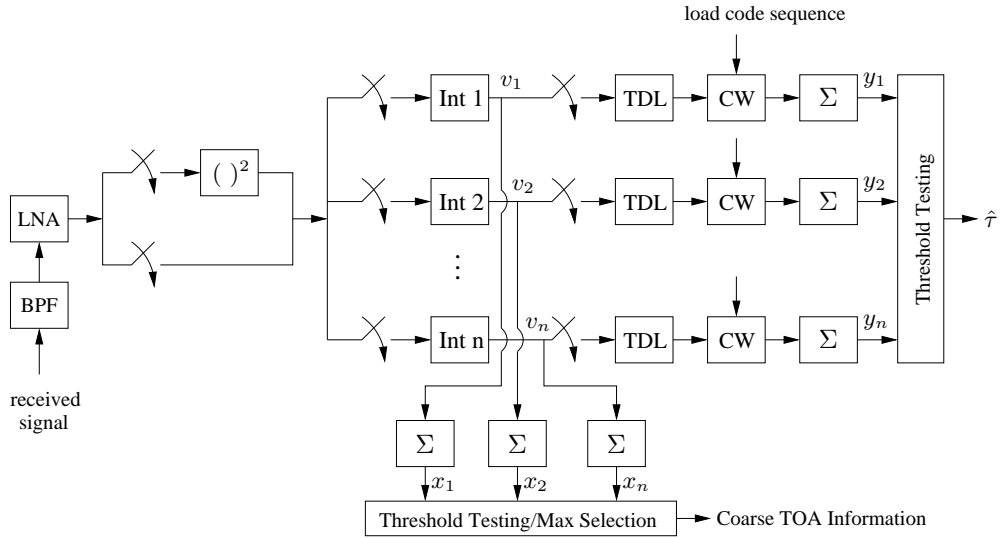 load code sequence
Int 1
v₁
TDL
CW
Σ
y₁
( )²
LNA
BPF
received
signal
Int 2
v₂
TDL
CW
Σ
y₂
Threshold Testing
τ̂
⋮
Int n
vₙ
TDL
CW
Σ
yₙ
Σ
Σ
Σ
x₁
x₂
xₙ
Threshold Testing/Max Selection
Coarse TOA Information